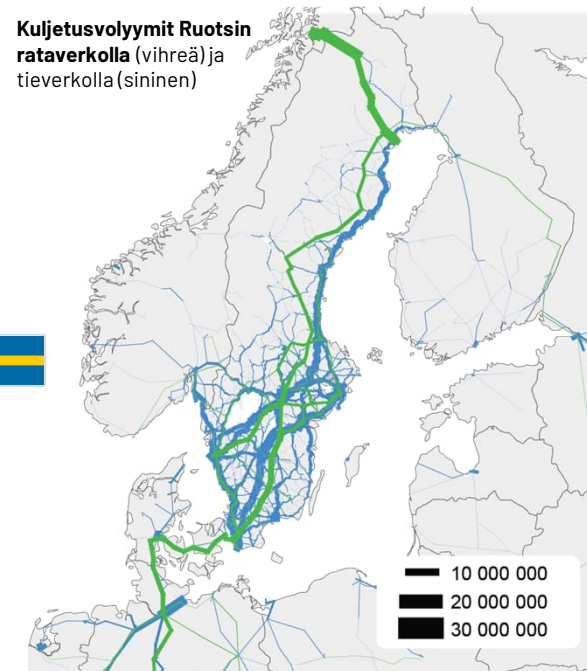 Kuljetusvolyymit Ruotsin
rataverkolla (vihreä) ja
tieverkolla (sininen)
10 000 000
20 000 000
30 000 000